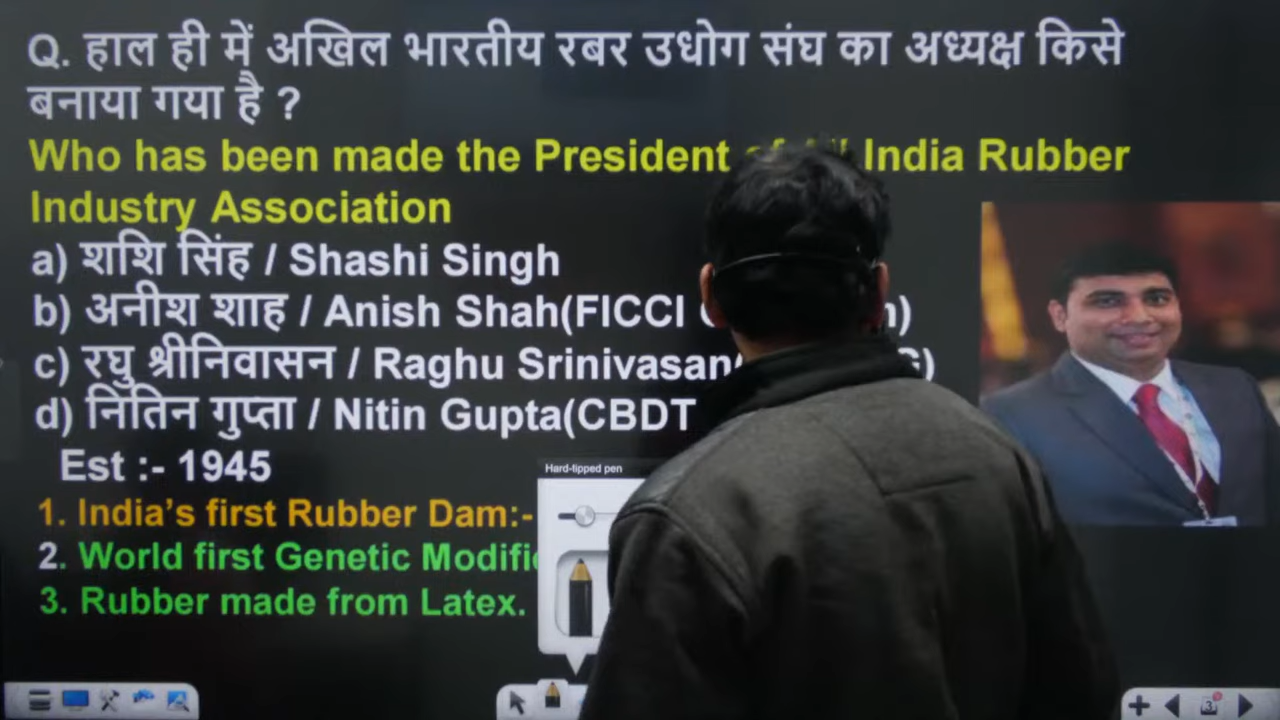 Q. हाल ही में अखिल भारतीय रबर उधोग संघ का अध्यक्ष किसे
बनाया गया है ?
Who has been made the President India Rubber
Industry Association
a) शशि सिंह / Shashi Singh
b) अनीश शाह / Anish Shah(FICCI
c) रघु श्रीनिवासन / Raghu Srinivasan
d) नितिन गुप्ता / Nitin Gupta(CBDT
Est :- 1945
1. India's first Rubber Dam:-
2. World first Genetic
3. Rubber made from Latex.
Hard-tipped pen